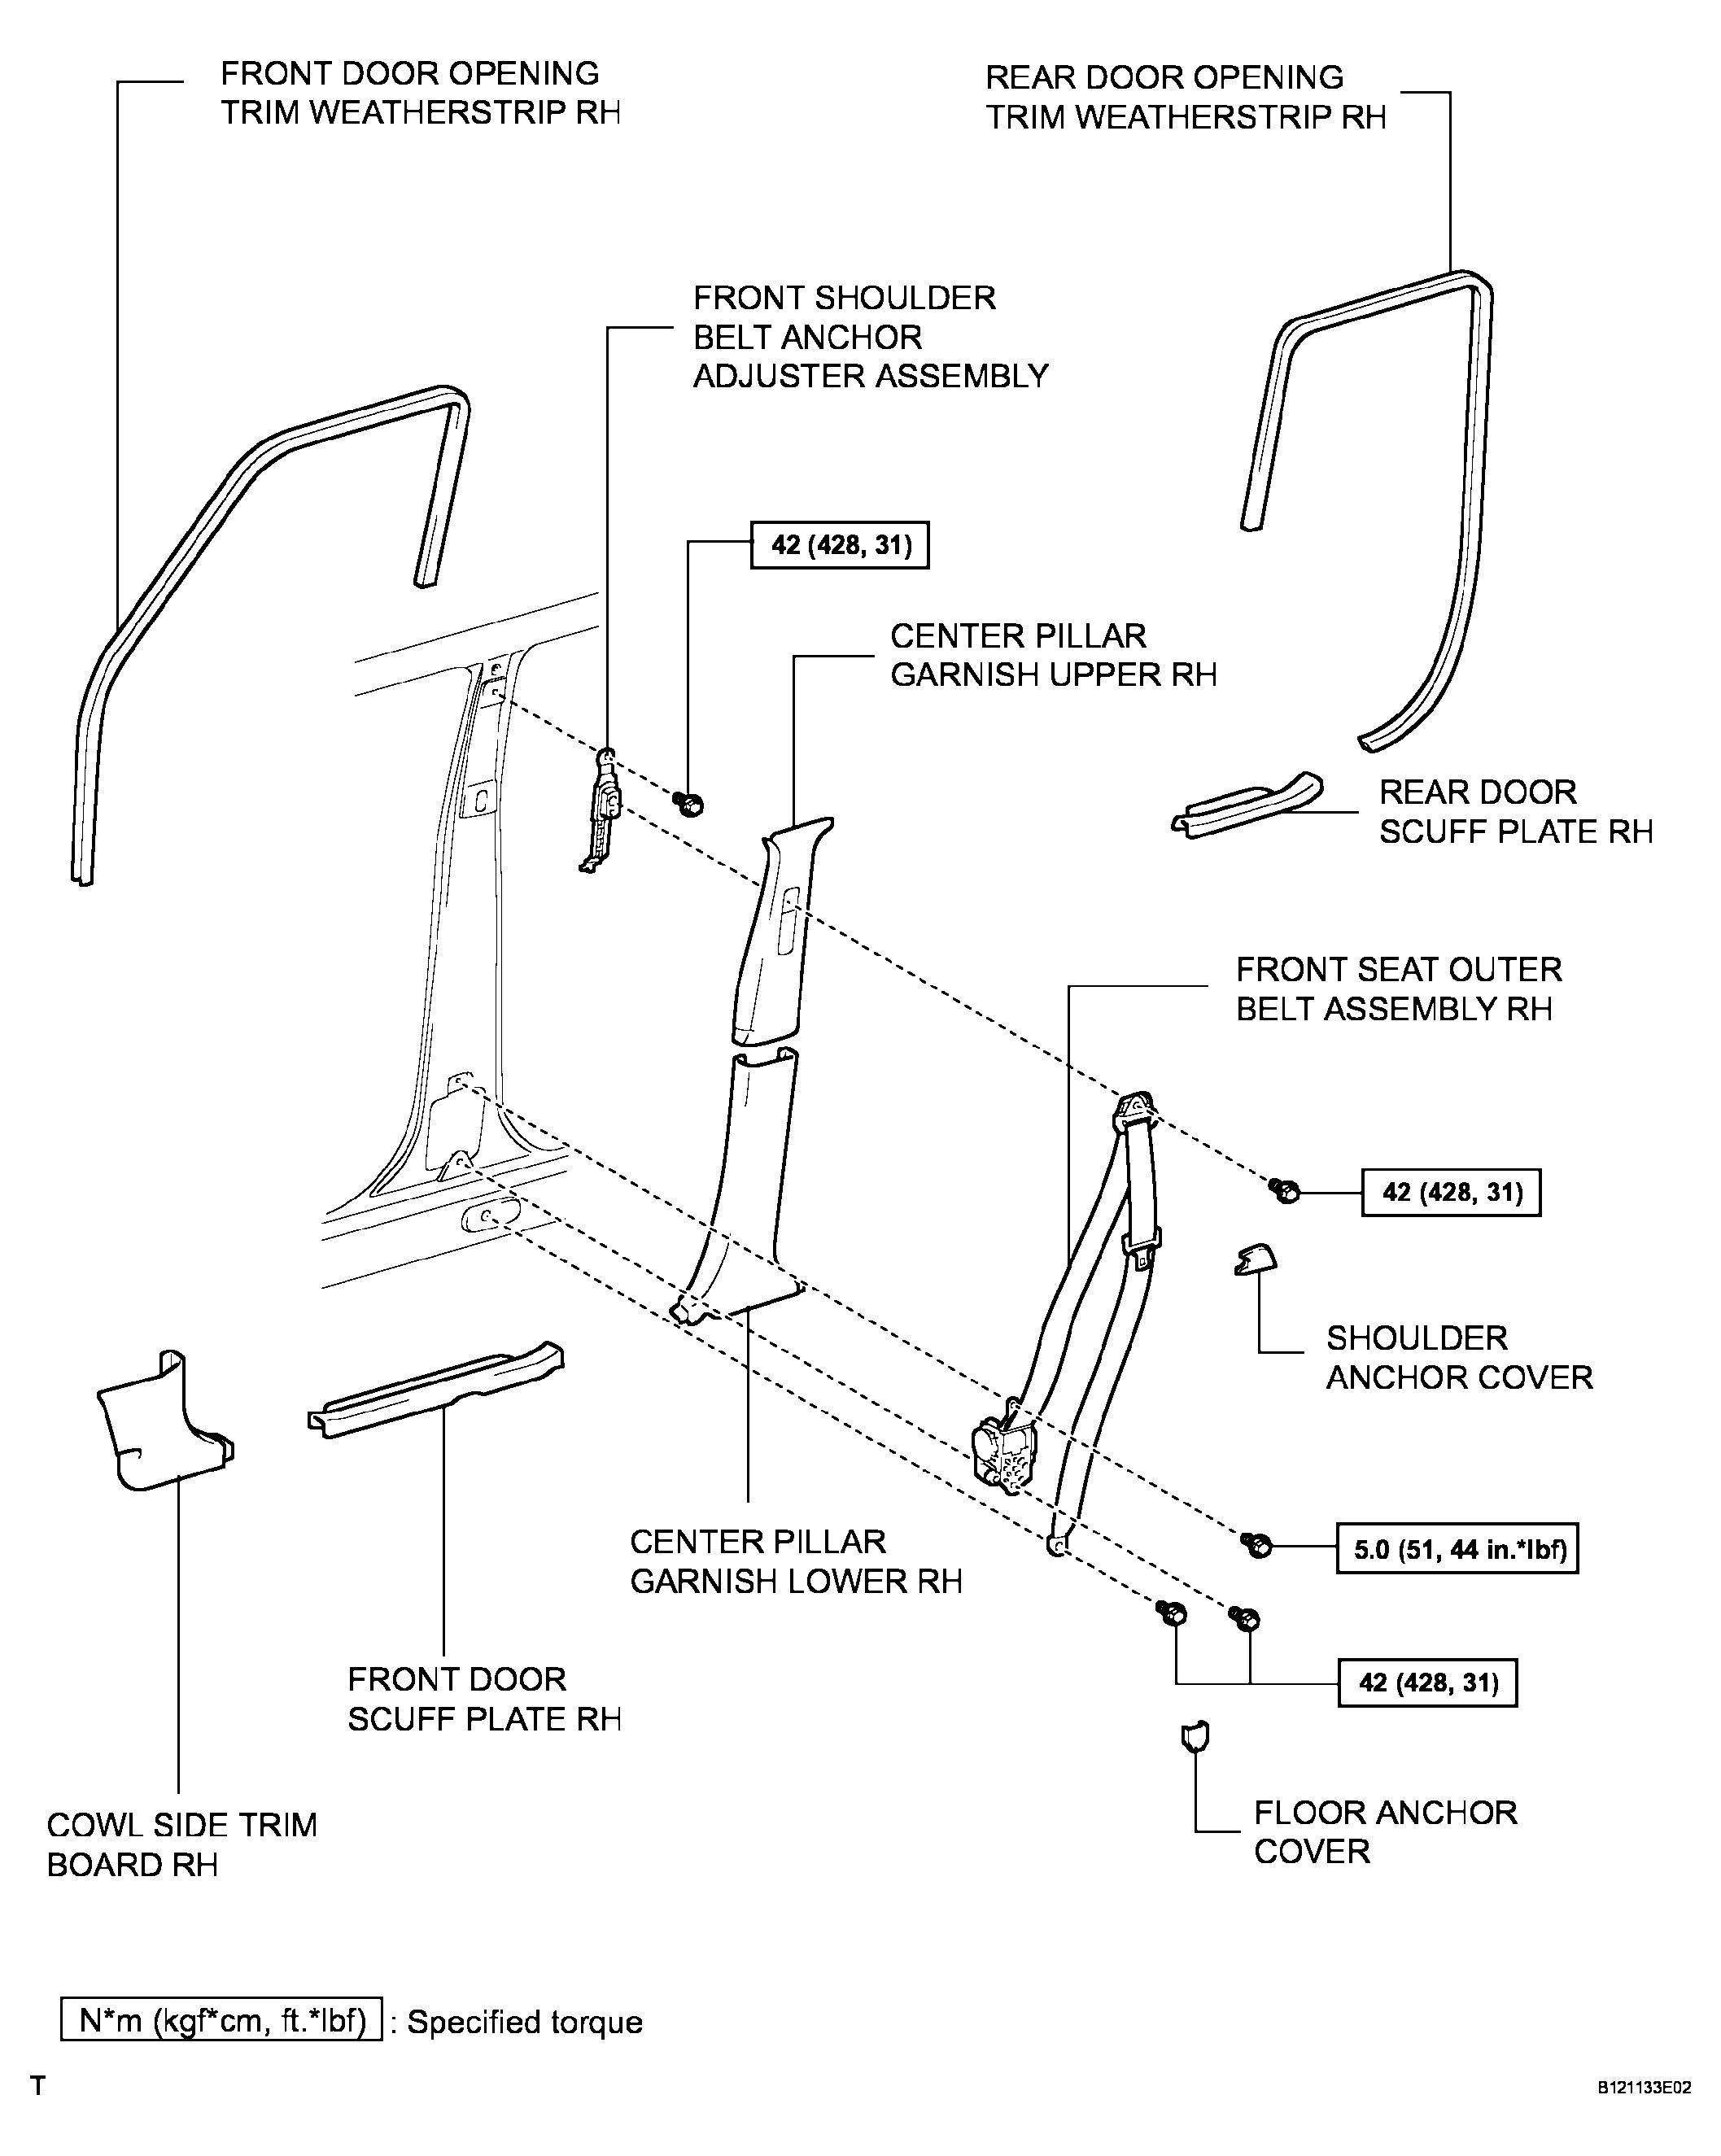 FRONT DOOR OPENING
TRIM WEATHERSTRIP RH
REAR DOOR OPENING
TRIM WEATHERSTRIP RH
FRONT SHOULDER
BELT ANCHOR
ADJUSTER ASSEMBLY
42 (428, 31)
CENTER PILLAR
GARNISH UPPER RH
REAR DOOR
SCUFF PLATE RH
FRONT SEAT OUTER
BELT ASSEMBLY RH
42 (428, 31)
SHOULDER
ANCHOR COVER
CENTER PILLAR
GARNISH LOWER RH
5.0 (51, 44 in.*lbf)
42 (428, 31)
FRONT DOOR
SCUFF PLATE RH
COWL SIDE TRIM
BOARD RH
FLOOR ANCHOR
COVER
N*m (kgf*cm, ft.*lbf) : Specified torque
T
B121133E02